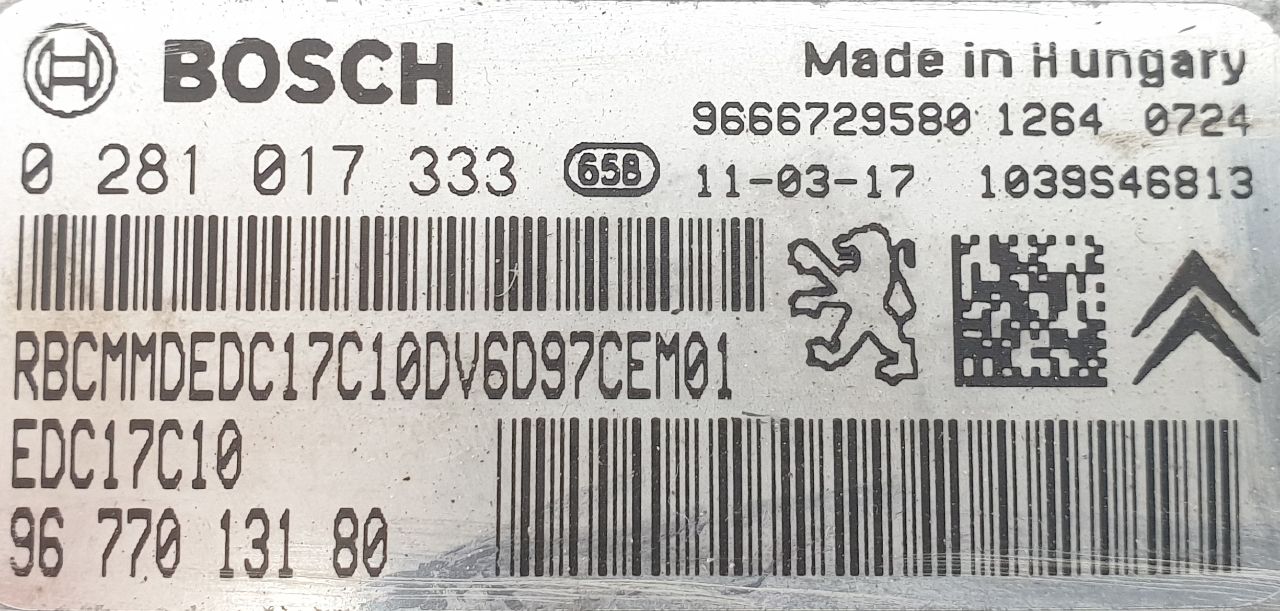 BOSCH
Made in Hungary
9666729580 1264 0724
0 281 017 333 65B 11-03-17 1039S46813
RBCMMDEDC17C10DV6D97CEM01
EDC17C10
96 770 131 80